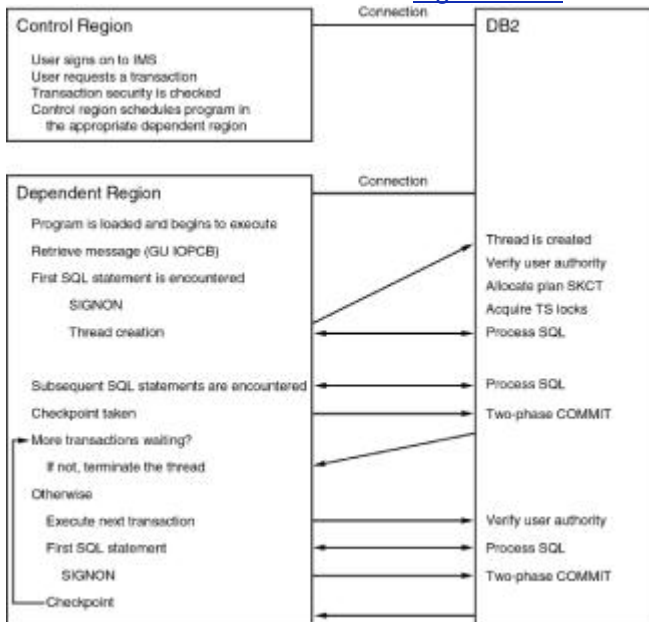 Connection
Control Region
DB2
User signs on to IMS
User requests a transaction
Transaction security is checked
Control region schedules program in
the appropriate dependent region
Connection
Dependent Region
Program is loaded and begins to execute
Retrieve message (GU IOPCB)
First SQL statement is encountered
SIGNON
Thread creation
Thread is created
Verify user authority
Allocate plan SKCT
Acquire TS locks
Process SQL
Subsequent SQL statements are encountered
Process SQL
Checkpoint taken
Two-phase COMMIT
More transactions waiting?
If not, terminate the thread
Otherwise
Execute next transaction
Verify user authority
First SQL statement
Process SQL
SIGNON
Two-phase COMMIT
Checkpoint